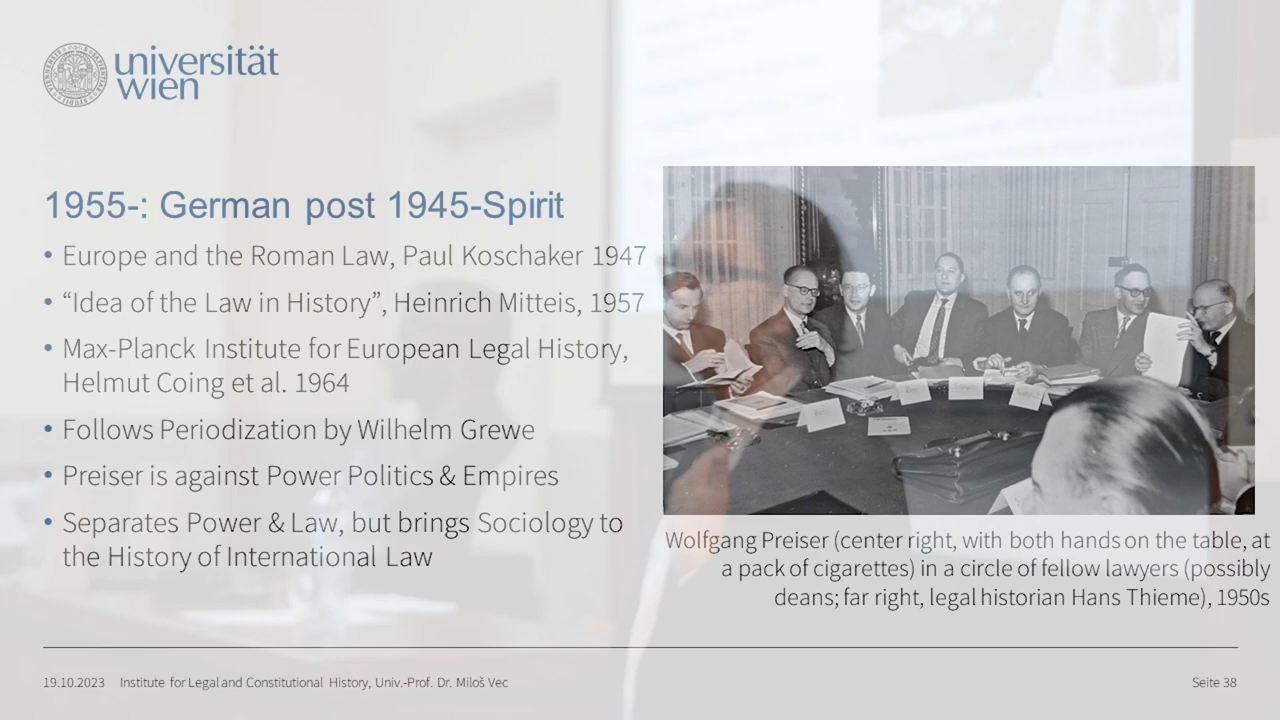 universität
wien
1955-: German post 1945-Spirit
• Europe and the Roman Law, Paul Koschaker 1947
• “Idea of the Law in History”, Heinrich Mitteis, 1957
• Max-Planck Institute for European Legal History,
Helmut Coing et al. 1964
• Follows Periodization by Wilhelm Grewe
• Preiser is against Power Politics & Empires
• Separates Power & Law, but brings Sociology to
the History of International Law
Wolfgang Preiser (center right, with both hands on the table, at
a pack of cigarettes) in a circle of fellow lawyers (possibly
deans; far right, legal historian Hans Thieme), 1950s
19.10.2023 Institute for Legal and Constitutional History, Univ.-Prof. Dr. Miloš Vec
Seite 38